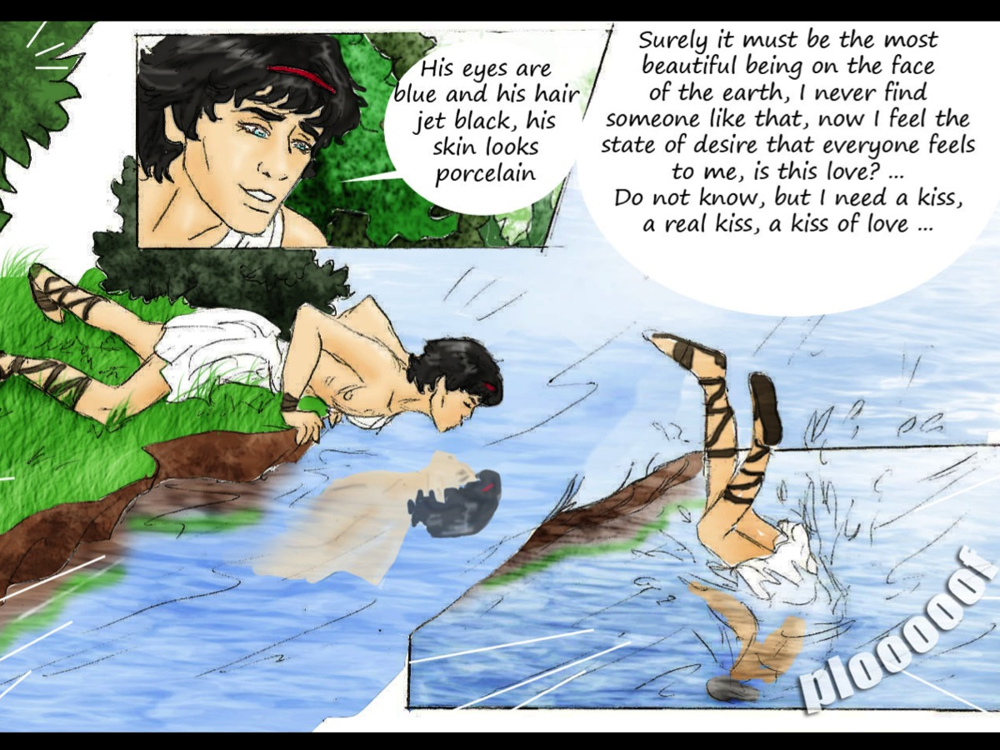 His eyes are
blue and his hair
jet black, his
skin looks
porcelain
Surely it must be the most
beautiful being on the face
of the earth, I never find
someone like that, now I feel the
state of desire that everyone feels
to me, is this love? ...
Do not know, but I need a kiss,
a real kiss, a kiss of love ...
plooooof